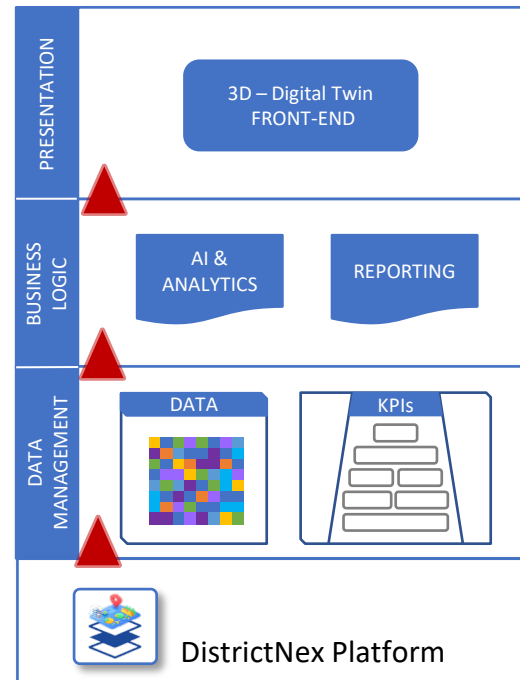 PRESENTATION
3D – Digital Twin
FRONT-END
BUSINESS
LOGIC
AI &
ANALYTICS
REPORTING
DATA
MANAGEMENT
DATA
KPIs
DistrictNex Platform